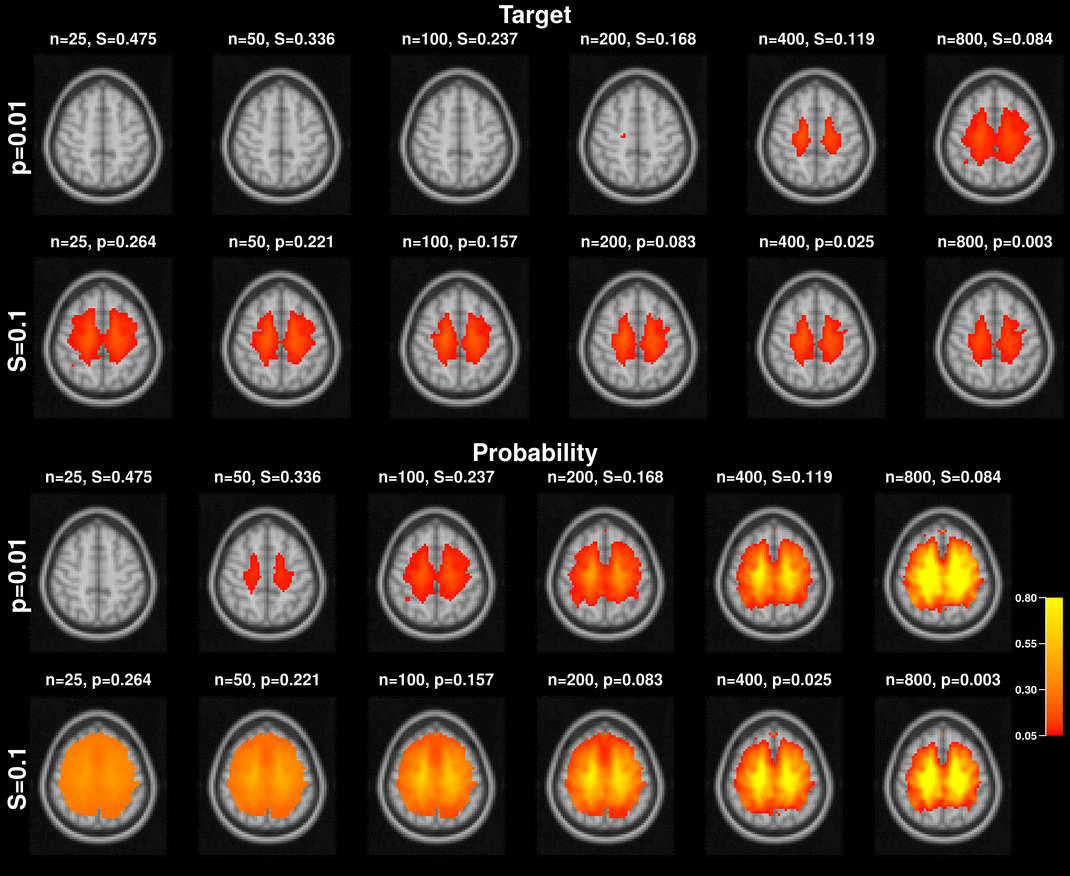 Target
n=25, S=0.475 n=50, S=0.336 n=100, S=0.237 n=200, S=0.168 n=400, S=0.119 n=800, S=0.084
p=0.01
n=25, p=0.264 n=50, p=0.221 n=100, p=0.157 n=200, p=0.083 n=400, p=0.025 n=800, p=0.003
S=0.1
Probability
n=25, S=0.475 n=50, S=0.336 n=100, S=0.237 n=200, S=0.168 n=400, S=0.119 n=800, S=0.084
p=0.01
0.80
0.55
0.30
0.05
n=25, p=0.264 n=50, p=0.221 n=100, p=0.157 n=200, p=0.083 n=400, p=0.025 n=800, p=0.003
S=0.1